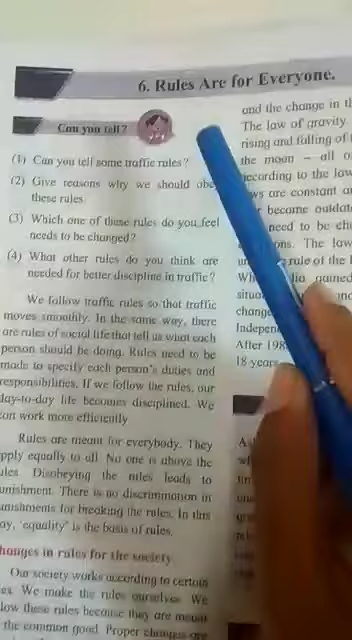 6. Rules Are for Everyone.
Can you tell?
(1) Can you tell some traffic rules?
(2) Give reasons why we should obe
these rules.
(3) Which one of these rules do you feel
needs to be changed?
(4) What other rules do you think are
needed for better discipline in traffic?
We follow traffic rules so that traffic
moves smoothly. In the same way, there
are rules of social life that tell us what each
person should be doing. Rules need to be
made to specify each person's duties and
responsibilities. If we follow the rules, our
day-to-day life becomes disciplined. We
can work more efficiently
Rules are meant for everybody. They
pply equally to all. No one is above the
ules. Disobeying the rules leads to
unishment. There is no discrimination in
unishments for breaking the rules. In this
ay, 'equality' is the basis of rules.
hanges in rules for the society
Our society works according to certain
es. We make the rules ourselves. We
low these rules because they are meant
the common good. Proper changes are
and the change in th
The law of gravity
rising and falling of
the moon – all o
according to the law
ws are constant a
r become outdat
need to be ch
ons. The law
rule of the
gained
situa
change
Indepen
After 198
18 years